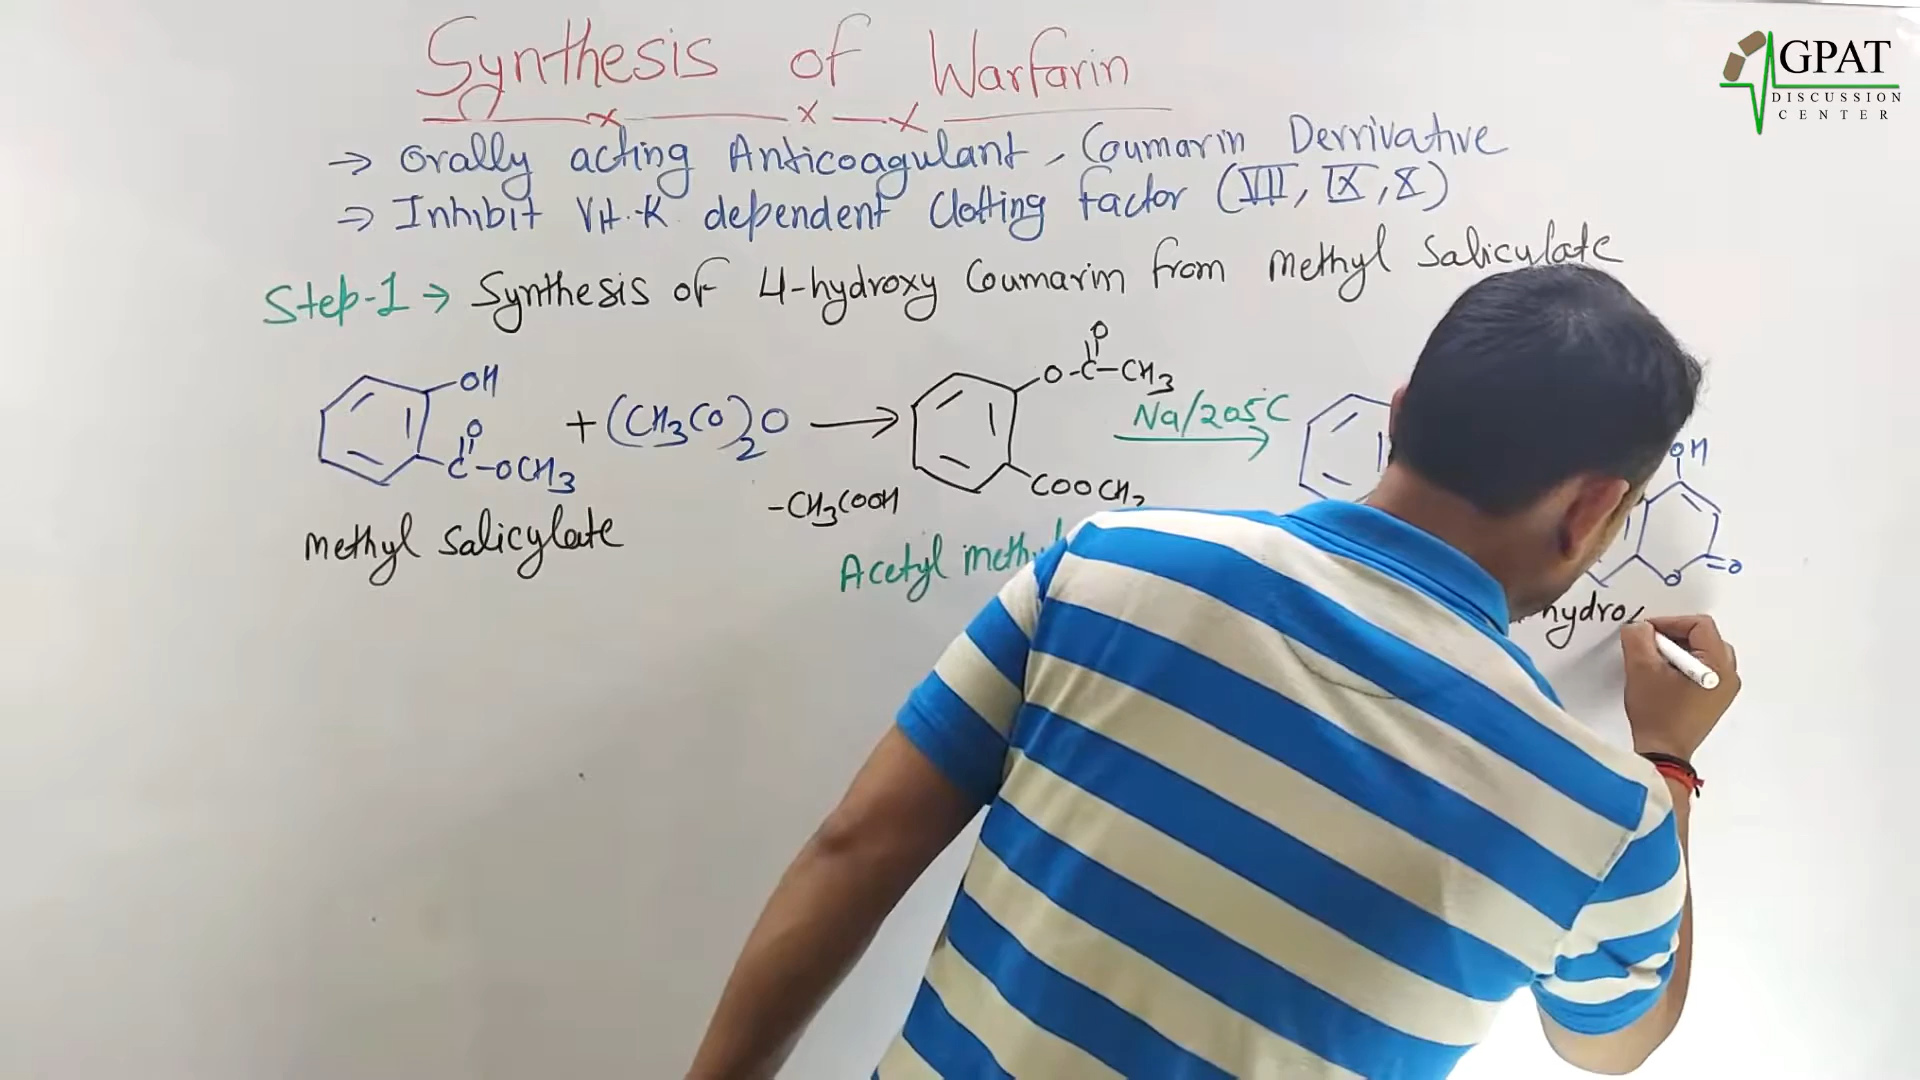 Synthesis of Warfarin
GPAT
DISCUSSION
CENTER
→ Orally acting Anticoagulant, Coumarin Derrivative
→ Inhibit Vit.K dependent Clotting factor (VII, IX, X)
Step-1 → Synthesis of 4-hydroxy Coumarin from Methyl Salicylate
OH
O
C-OCH3
+ (CH3CO)2O
-CH3COOH
O
O-C-CH3
COOCH3
Na/205C
OH
O
=O
Methyl Salicylate
Acetyl methyl
hydrox